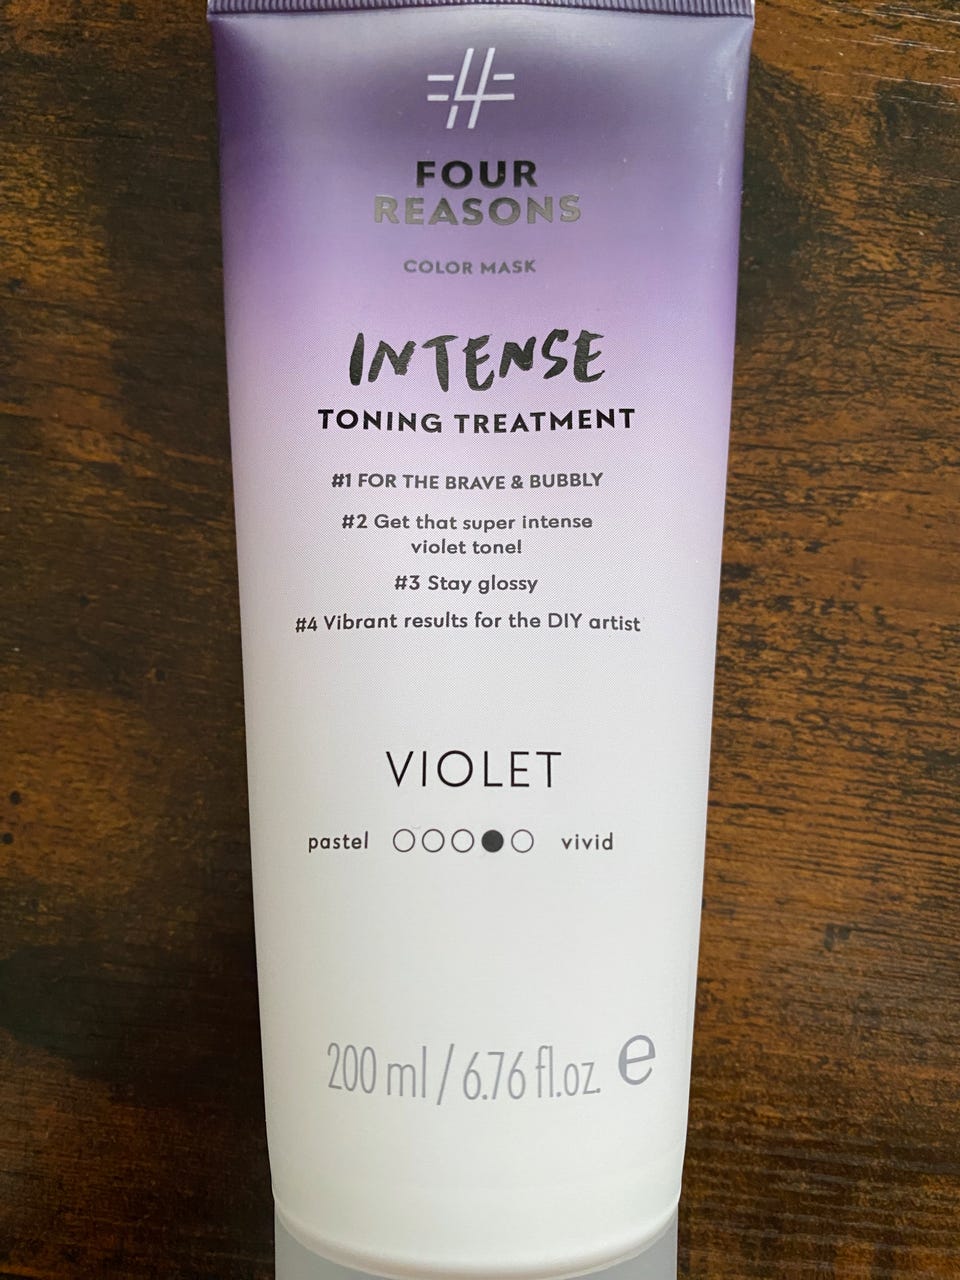 FOUR
REASONS
COLOR MASK
INTENSE
TONING TREATMENT
#1 FOR THE BRAVE & BUBBLY
#2 Get that super intense
violet tone!
#3 Stay glossy
#4 Vibrant results for the DIY artist
VIOLET
pastel vivid
200 ml / 6.76 fl.oz. e